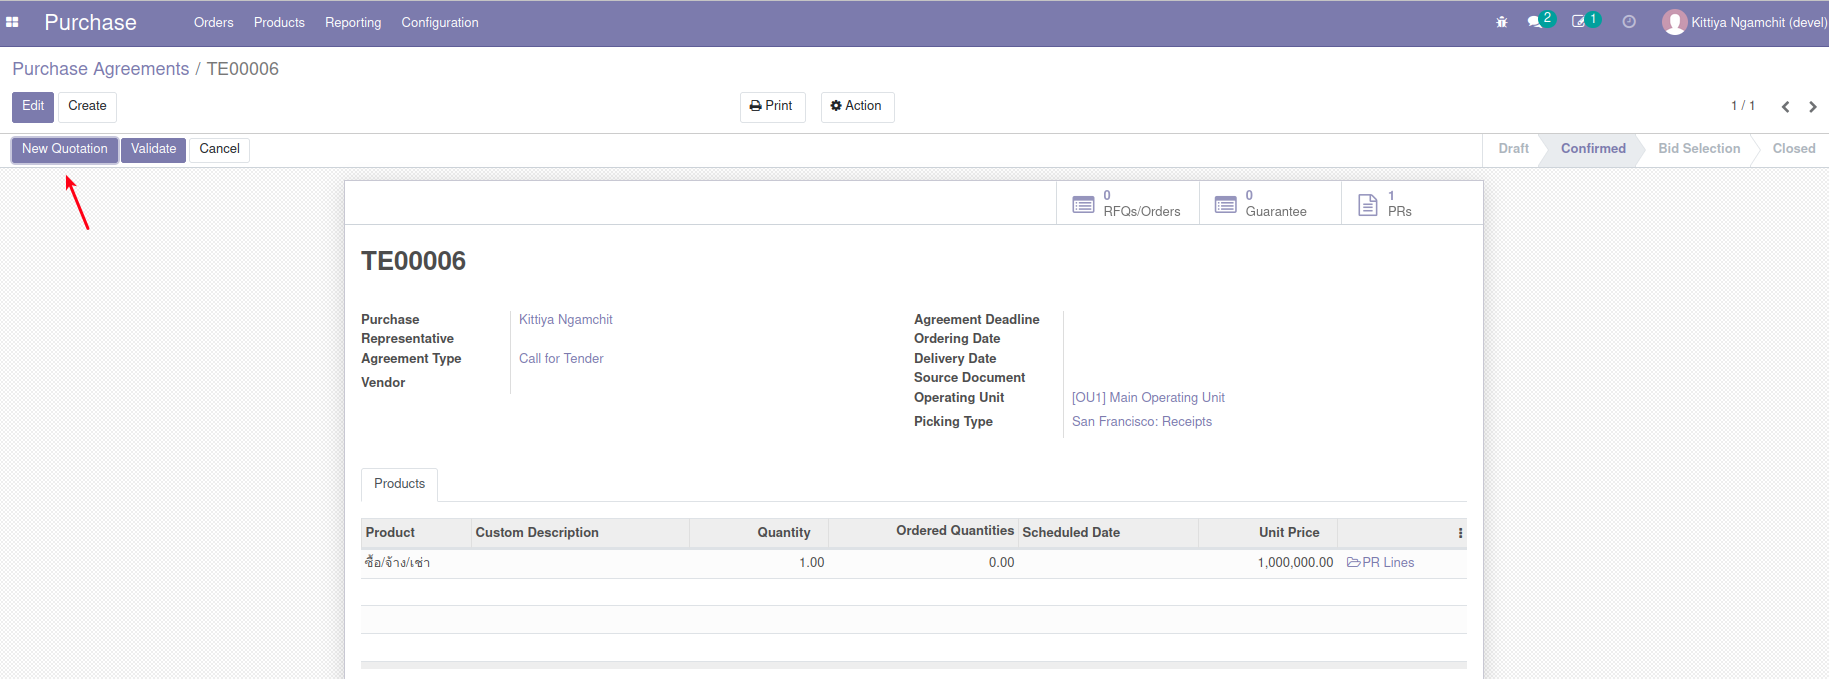 Purchase Orders Products Reporting Configuration 2 1 Kittiya Ngamchit (devel)
Purchase Agreements / TE00006
Edit Create Print Action 1 / 1
New Quotation Validate Cancel Draft Confirmed Bid Selection Closed
0 RFQs/Orders 0 Guarantee 1 PRs
TE00006
Purchase Representative Kittiya Ngamchit
Agreement Type Call for Tender
Vendor
Agreement Deadline
Ordering Date
Delivery Date
Source Document
Operating Unit [OU1] Main Operating Unit
Picking Type San Francisco: Receipts
Products
Product Custom Description Quantity Ordered Quantities Scheduled Date Unit Price
ซื้อ/จ้าง/เช่า 1.00 0.00 1,000,000.00 PR Lines